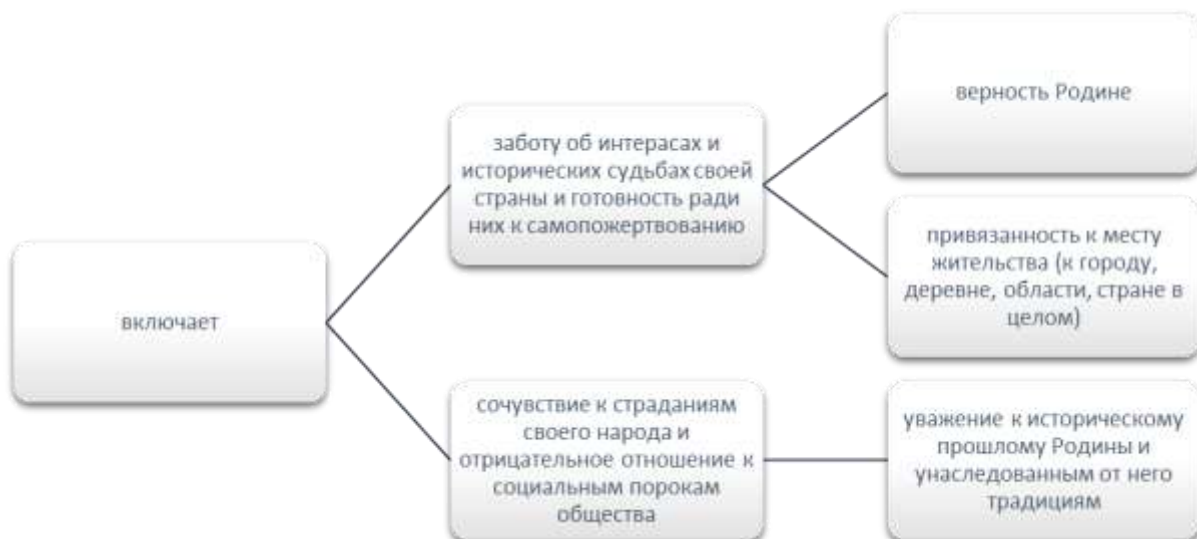 включает
заботу об интерасах и
исторических судьбах своей
страны и готовность ради
них к самопожертвованию
сочувствие к страданиям
своего народа и
отрицательное отношение к
социальным порокам
общества
верность Родине
привязанность к месту
жительства (к городу,
деревне, области, стране в
целом)
уважение к историческому
прошлому Родины и
унаследованным от него
традициям